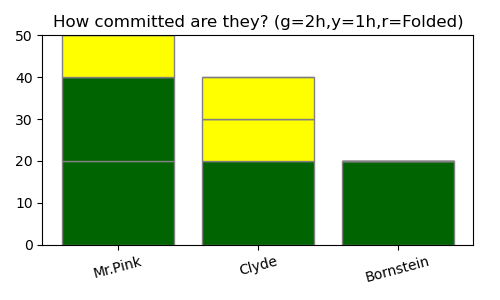 How committed are they? (g=2h,y=1h,r=Folded)
50
40
30
20
10
0
Mr.Pink
Clyde
Bornstein